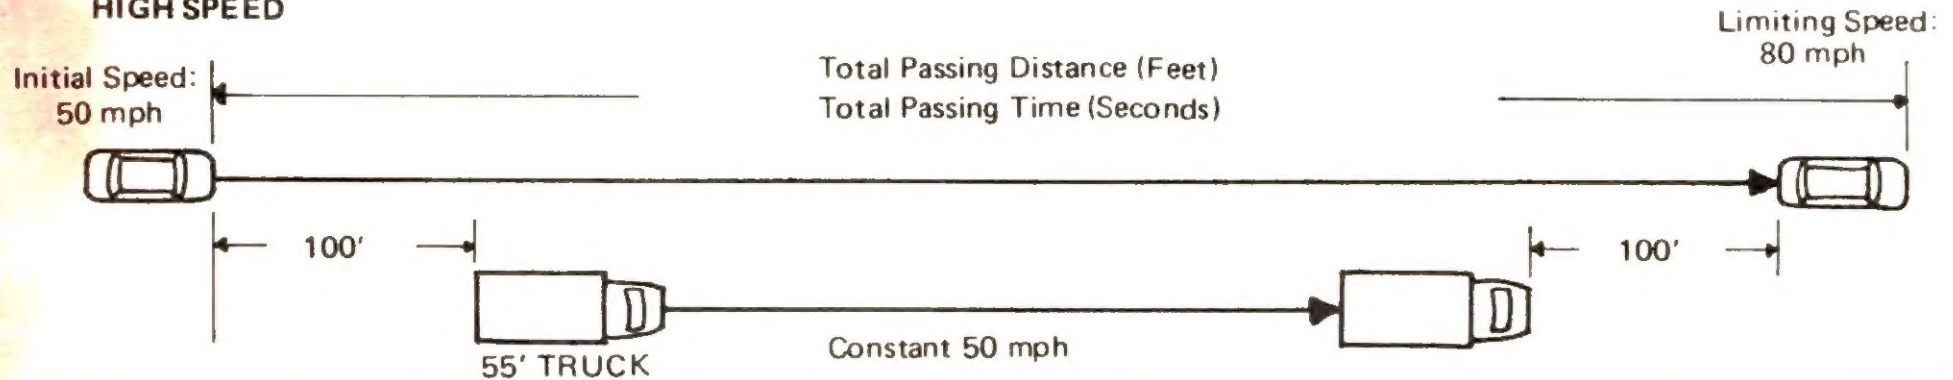 HIGH SPEED
Limiting Speed:
80 mph
Initial Speed:
50 mph
Total Passing Distance (Feet)
Total Passing Time (Seconds)
100'
100'
55' TRUCK
Constant 50 mph